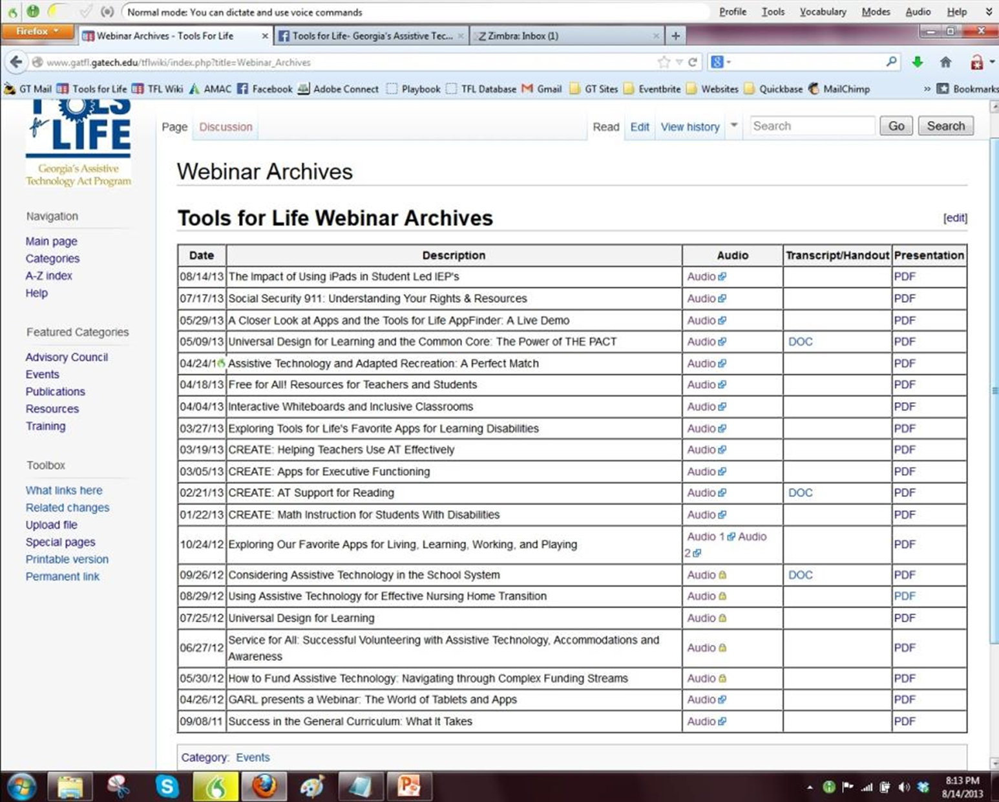 Normal mode: You can dictate and use voice commands
Profile Tools Vocabulary Modes Audio Help
Firefox
Webinar Archives - Tools For Life
Tools for Life- Georgia's Assistive Tec...
Zimbra: Inbox (1)
www.gatfl.gatech.edu/tflwiki/index.php?title=Webinar_Archives
GT Mail Tools for Life TFL Wiki AMAC Facebook Adobe Connect Playbook TFL Database Gmail GT Sites Eventbrite Websites Quickbase MailChimp » Bookmarks
TOOLS
for
LIFE
Georgia's Assistive
Technology Act Program
Page Discussion
Read Edit View history Search Go Search
Navigation
Main page
Categories
A-Z index
Help
Featured Categories
Advisory Council
Events
Publications
Resources
Training
Toolbox
What links here
Related changes
Upload file
Special pages
Printable version
Permanent link
Webinar Archives
Tools for Life Webinar Archives [edit]
Date Description Audio Transcript/Handout Presentation
08/14/13 The Impact of Using iPads in Student Led IEP's Audio PDF
07/17/13 Social Security 911: Understanding Your Rights & Resources Audio PDF
05/29/13 A Closer Look at Apps and the Tools for Life AppFinder: A Live Demo Audio PDF
05/09/13 Universal Design for Learning and the Common Core: The Power of THE PACT Audio DOC PDF
04/24/1 Assistive Technology and Adapted Recreation: A Perfect Match Audio PDF
04/18/13 Free for All! Resources for Teachers and Students Audio PDF
04/04/13 Interactive Whiteboards and Inclusive Classrooms Audio PDF
03/27/13 Exploring Tools for Life's Favorite Apps for Learning Disabilities Audio PDF
03/19/13 CREATE: Helping Teachers Use AT Effectively Audio PDF
03/05/13 CREATE: Apps for Executive Functioning Audio PDF
02/21/13 CREATE: AT Support for Reading Audio DOC PDF
01/22/13 CREATE: Math Instruction for Students With Disabilities Audio PDF
10/24/12 Exploring Our Favorite Apps for Living, Learning, Working, and Playing Audio 1 Audio
2 PDF
09/26/12 Considering Assistive Technology in the School System Audio DOC PDF
08/29/12 Using Assistive Technology for Effective Nursing Home Transition Audio PDF
07/25/12 Universal Design for Learning Audio PDF
06/27/12 Service for All: Successful Volunteering with Assistive Technology, Accommodations and
Awareness Audio PDF
05/30/12 How to Fund Assistive Technology: Navigating through Complex Funding Streams Audio PDF
04/26/12 GARL presents a Webinar: The World of Tablets and Apps Audio PDF
09/08/11 Success in the General Curriculum: What It Takes Audio PDF
Category: Events
8:13 PM
8/14/2013